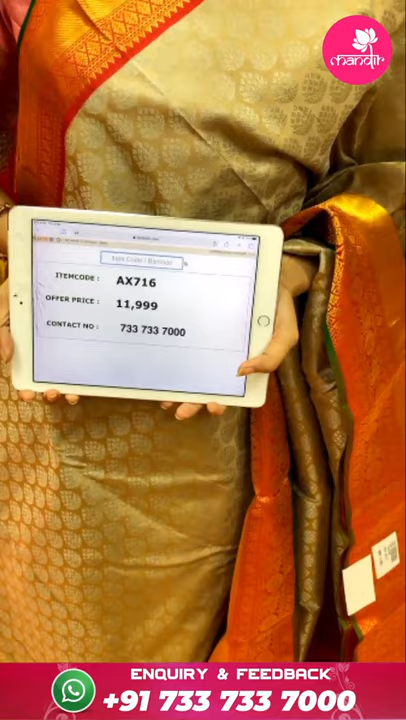 mandir
ITEMCODE : AX716
OFFER PRICE : 11,999
CONTACT NO : 733 733 7000
ENQUIRY & FEEDBACK
+91 733 733 7000